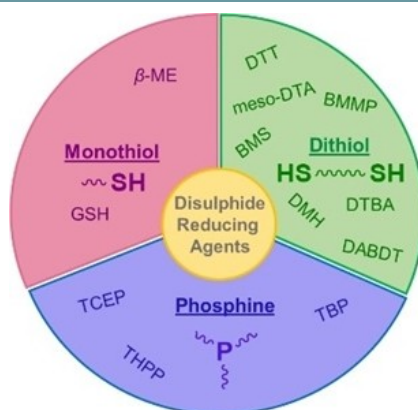 β-ME
Monothiol
SH
GSH
DTT
meso-DTA
BMMP
BMS
Dithiol
HS SH
DMH
DTBA
DABDT
Disulphide
Reducing
Agents
TCEP
Phosphine
TBP
THPP
P